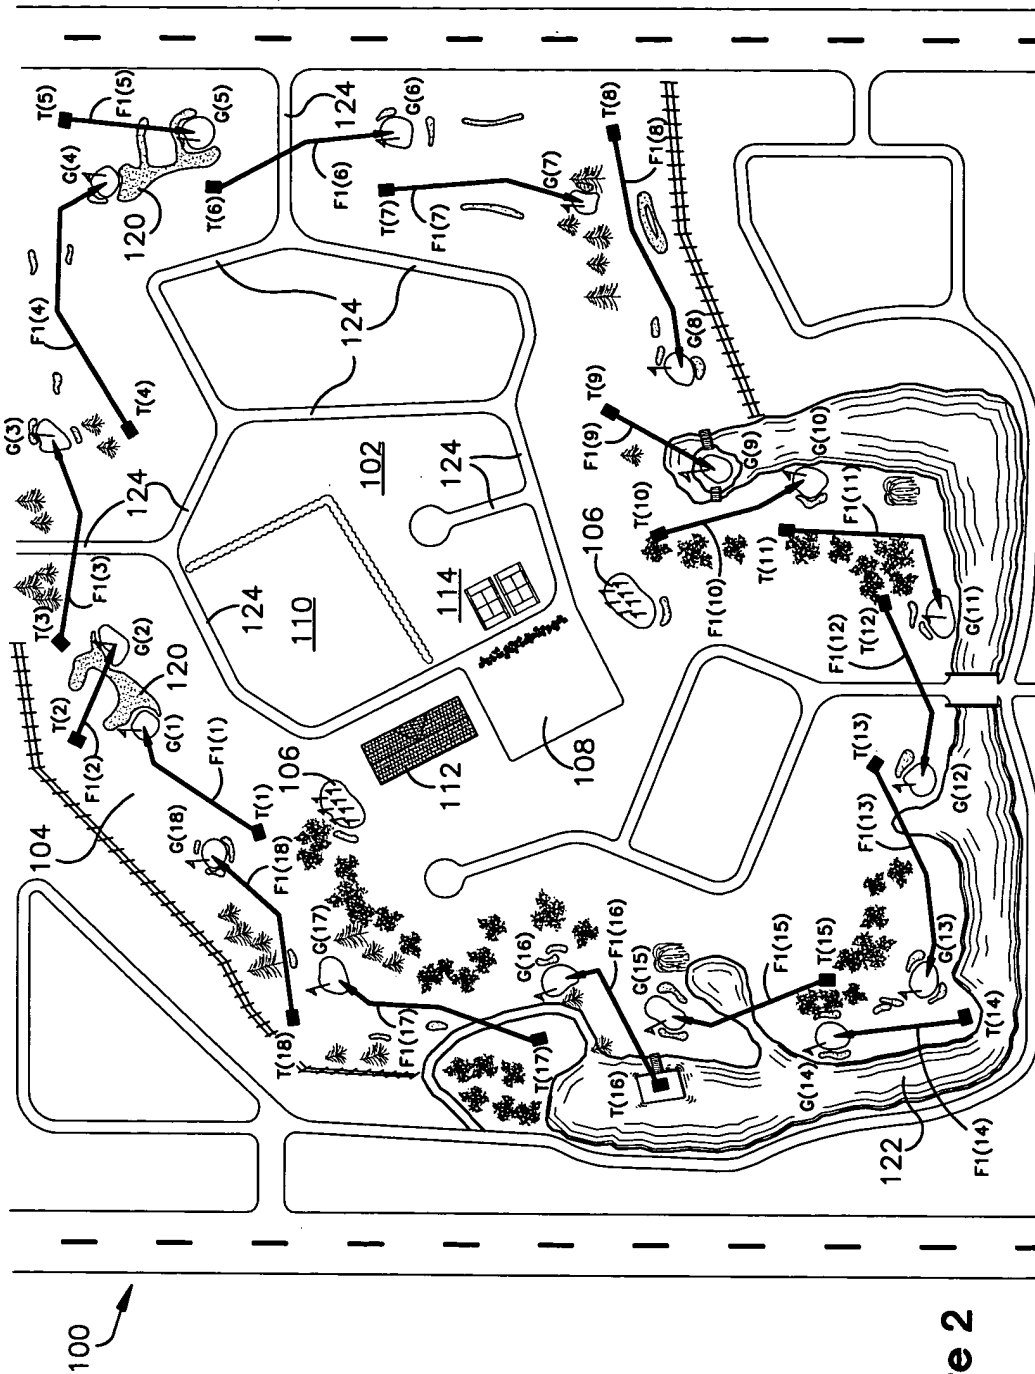 100
104
T(2)
F1(2)
G(2)
120
G(1)
F1(1)
T(1)
106
G(18)
F1(18)
T(18)
G(17)
F1(17)
T(17)
T(3)
F1(3)
G(3)
124
T(4)
F1(4)
G(4)
120
T(5)
F1(5)
G(5)
T(6)
F1(6)
G(6)
124
T(7)
F1(7)
G(7)
T(8)
F1(8)
G(8)
124
124
102
124
124
110
114
112
108
106
T(9)
F1(9)
G(9)
T(10)
F1(10)
G(10)
T(11)
F1(11)
G(11)
T(12)
F1(12)
G(12)
T(13)
F1(13)
G(13)
T(14)
F1(14)
G(14)
T(15)
F1(15)
G(15)
T(16)
F1(16)
G(16)
122
e 2